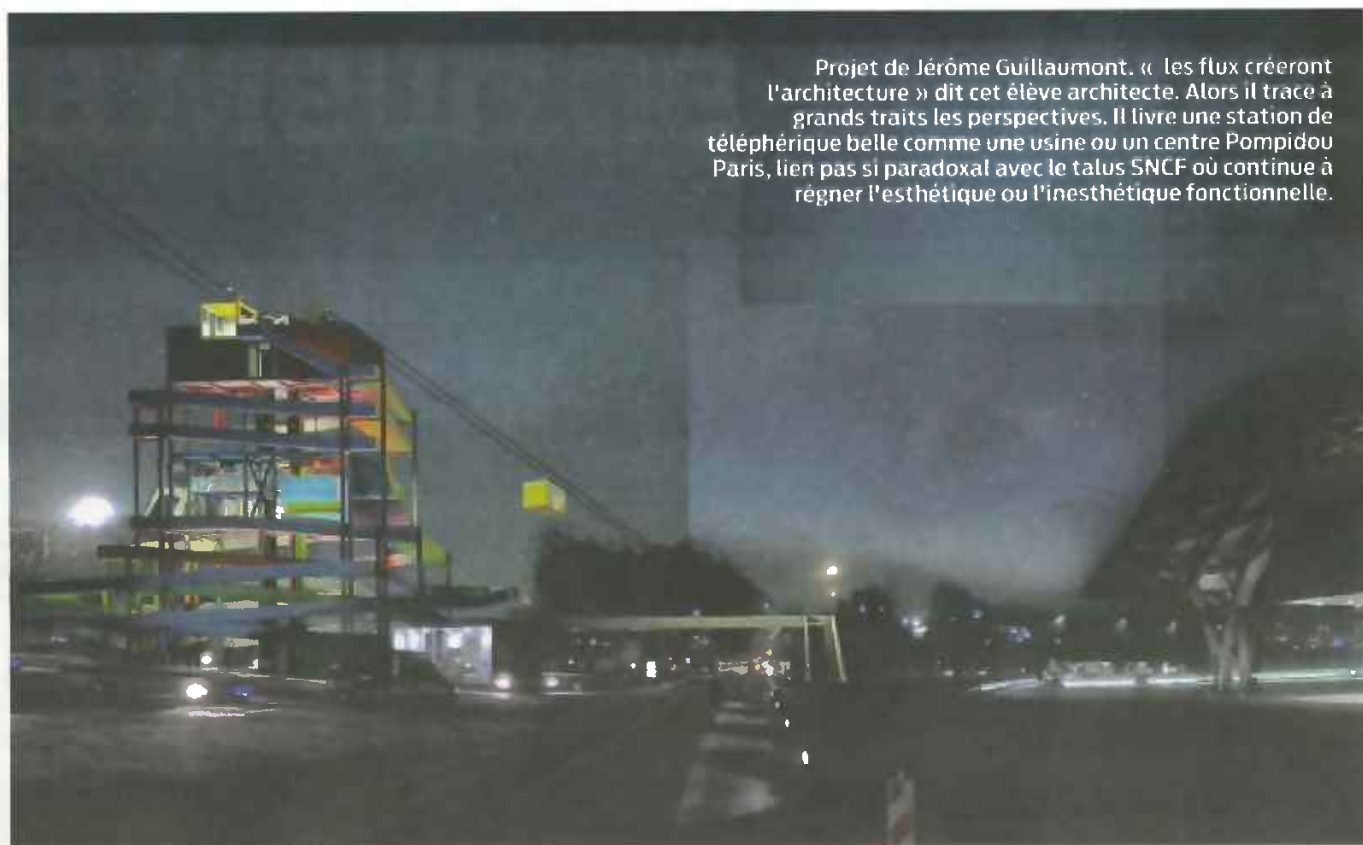 Projet de Jérôme Guillaumont. « les flux créeront
l'architecture » dit cet élève architecte. Alors il trace à
grands traits les perspectives. Il livre une station de
téléphérique belle comme une usine ou un centre Pompidou
Paris, lien pas si paradoxal avec le talus SNCF où continue à
régner l'esthétique ou l'inesthétique fonctionnelle.